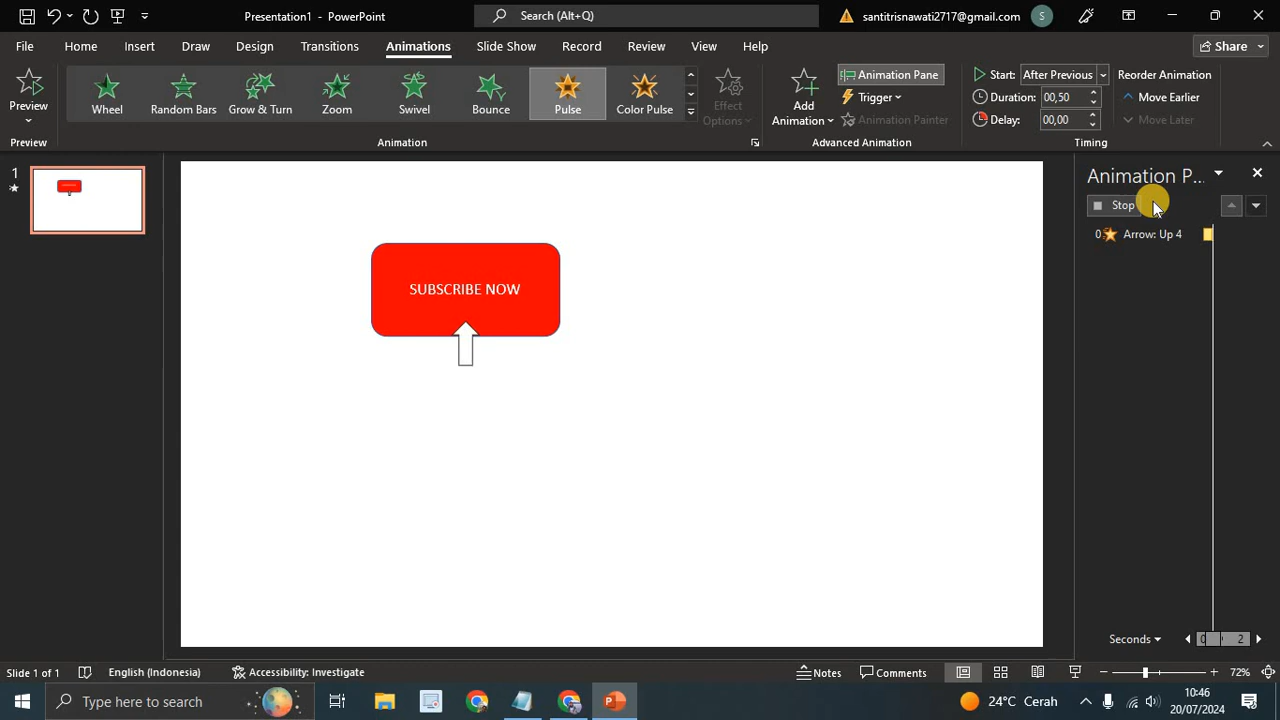 Presentation1 - PowerPoint
Search (Alt+Q)
santitrisnawati2717@gmail.com
S
File
Home
Insert
Draw
Design
Transitions
Animations
Slide Show
Record
Review
View
Help
Share
Preview
Wheel
Random Bars
Grow & Turn
Zoom
Swivel
Bounce
Pulse
Color Pulse
Effect Options
Add Animation
Animation Pane
Trigger
Animation Painter
Start: After Previous
Duration: 00,50
Delay: 00,00
Reorder Animation
Move Earlier
Move Later
Preview
Animation
Advanced Animation
Timing
1
SUBSCRIBE NOW
Animation P...
Stop
0 Arrow: Up 4
Seconds
0
2
Slide 1 of 1
English (Indonesia)
Accessibility: Investigate
Notes
Comments
72%
Type here to search
24°C Cerah
10:46
20/07/2024